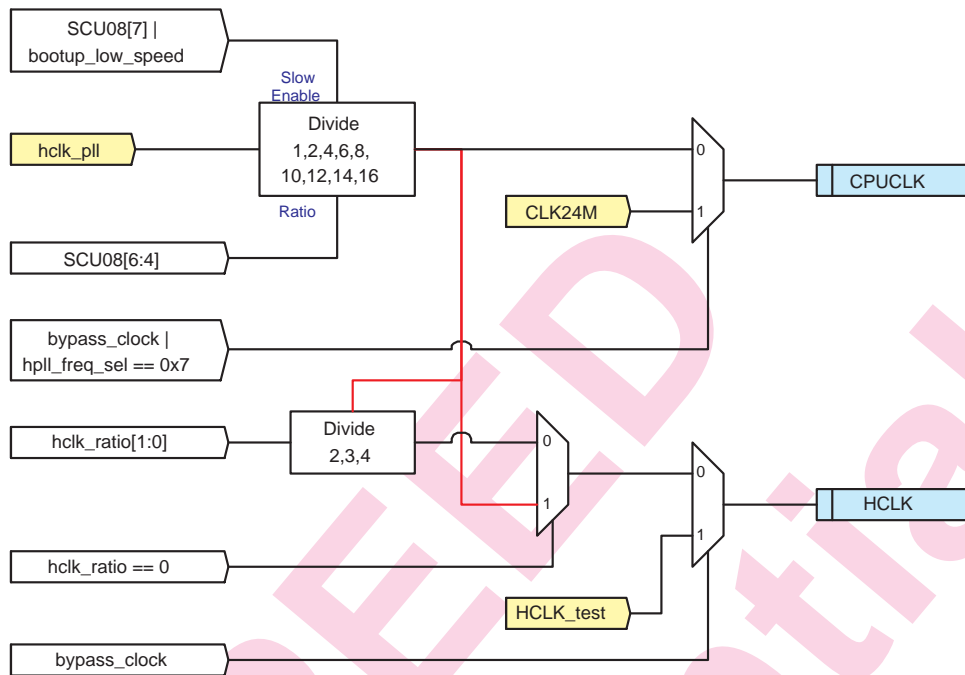 SCU08[7] |
bootup_low_speed
Slow
Enable
hclk_pll
Divide
1,2,4,6,8,
10,12,14,16
0
CPUCLK
Ratio
CLK24M
1
SCU08[6:4]
bypass_clock |
hpll_freq_sel == 0x7
hclk_ratio[1:0]
Divide
2,3,4
0
0
1
HCLK
1
hclk_ratio == 0
HCLK_test
bypass_clock
EED
tial